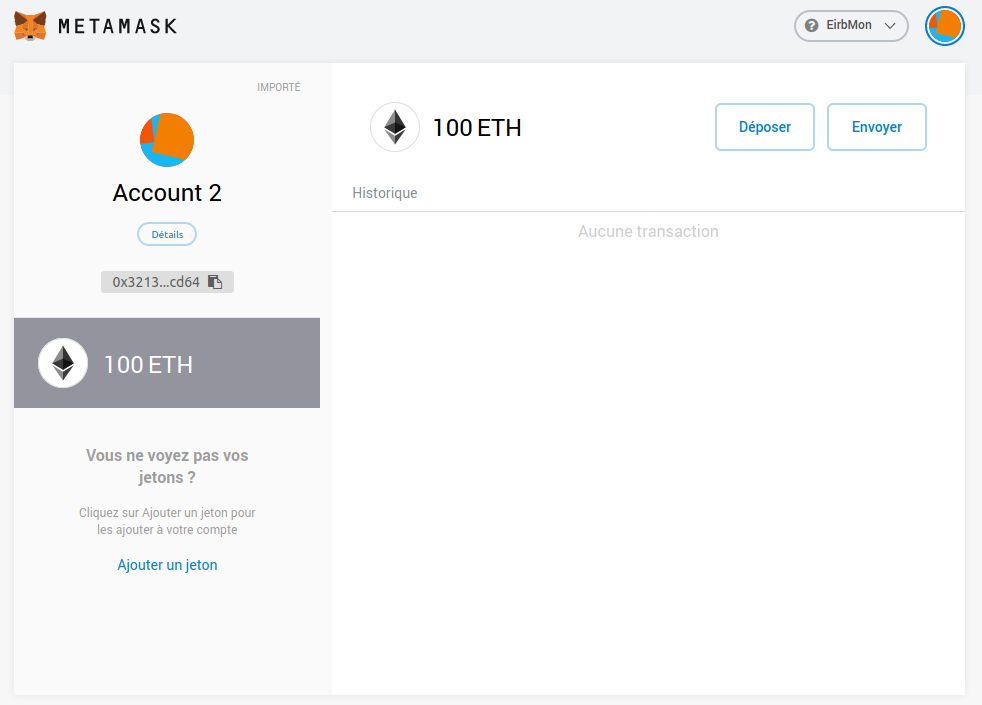 METAMASK
EirbMon
IMPORTÉ
Account 2
Détails
0x3213...cd64
100 ETH
Vous ne voyez pas vos
jetons ?
Cliquez sur Ajouter un jeton pour
les ajouter à votre compte
Ajouter un jeton
100 ETH
Déposer
Envoyer
Historique
Aucune transaction